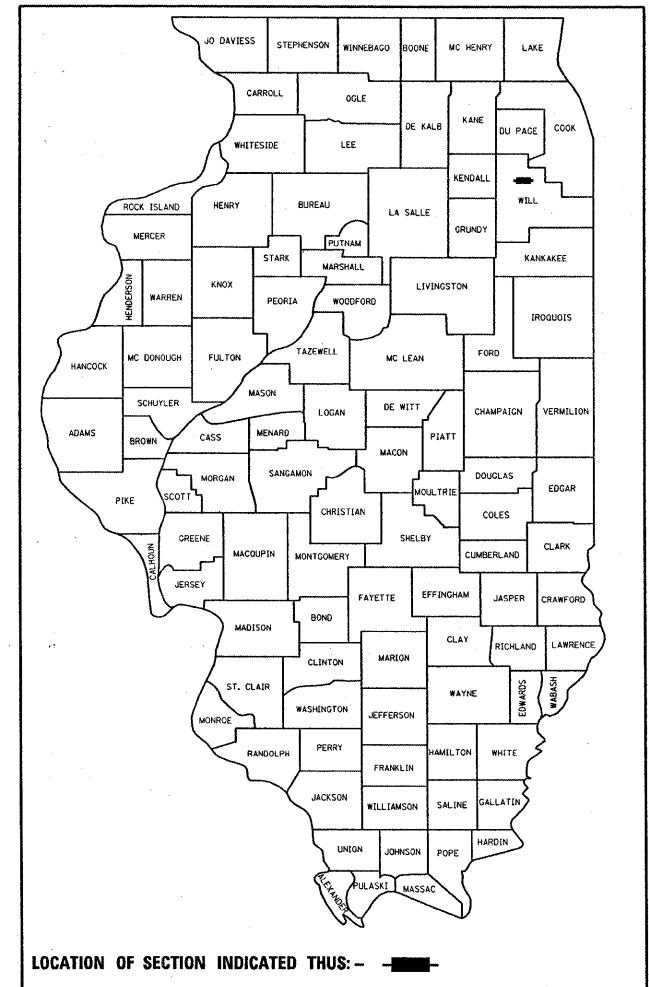 JO DAVIESS
STEPHENSON
WINNEBAGO
BOONE
MC HENRY
LAKE
CARROLL
OGLE
DE KALB
KANE
DU PAGE
COOK
WHITESIDE
LEE
KENDALL
WILL
ROCK ISLAND
HENRY
BUREAU
LA SALLE
GRUNDY
MERCER
PUTNAM
STARK
MARSHALL
KANKAKEE
HENDERSON
WARREN
KNOX
PEORIA
WOODFORD
LIVINGSTON
IROQUOIS
HANCOCK
MC DONOUGH
FULTON
TAZEWELL
MC LEAN
FORD
SCHUYLER
MASON
LOGAN
DE WITT
CHAMPAIGN
VERMILION
ADAMS
BROWN
CASS
MENARD
MACON
PIATT
PIKE
SCOTT
MORGAN
SANGAMON
CHRISTIAN
MOULTRIE
DOUGLAS
EDGAR
COLES
CALHOUN
GREENE
MACOUPIN
MONTGOMERY
SHELBY
CUMBERLAND
CLARK
JERSEY
FAYETTE
EFFINGHAM
JASPER
CRAWFORD
MADISON
BOND
CLAY
RICHLAND
LAWRENCE
CLINTON
MARION
ST. CLAIR
WASHINGTON
JEFFERSON
WAYNE
EDWARDS
WABASH
MONROE
RANDOLPH
PERRY
FRANKLIN
HAMILTON
WHITE
JACKSON
WILLIAMSON
SALINE
GALLATIN
UNION
JOHNSON
POPE
HARDIN
ALEXANDER
PULASKI
MASSAC
LOCATION OF SECTION INDICATED THUS: -